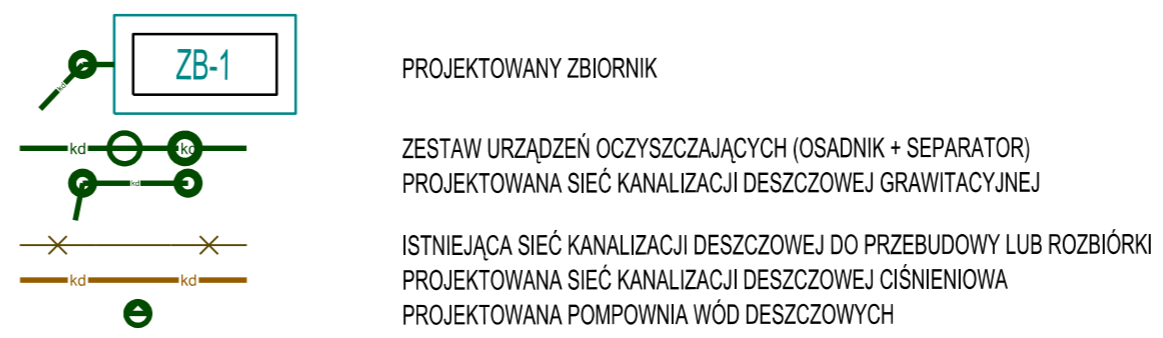 kd
ZB-1
PROJEKTOWANY ZBIORNIK
kd kd
ZESTAW URZĄDZEŃ OCZYSZCZAJĄCYCH (OSADNIK + SEPARATOR)
kd
PROJEKTOWANA SIEĆ KANALIZACJI DESZCZOWEJ GRAWITACYJNEJ
ISTNIEJĄCA SIEĆ KANALIZACJI DESZCZOWEJ DO PRZEBUDOWY LUB ROZBIÓRKI
kd kd
PROJEKTOWANA SIEĆ KANALIZACJI DESZCZOWEJ CIŚNIENIOWA
PROJEKTOWANA POMPOWNIA WÓD DESZCZOWYCH